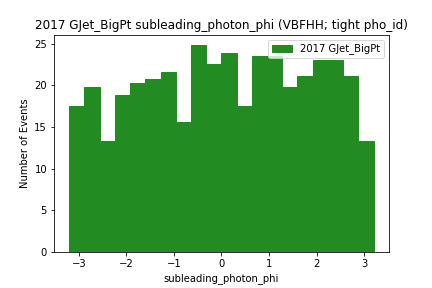 2017 GJet_BigPt subleading_photon_phi (VBFHH; tight pho_id)
2017 GJet_BigPt
25
20
15
10
5
0
Number of Events
−3 −2 −1 0 1 2 3
subleading_photon_phi